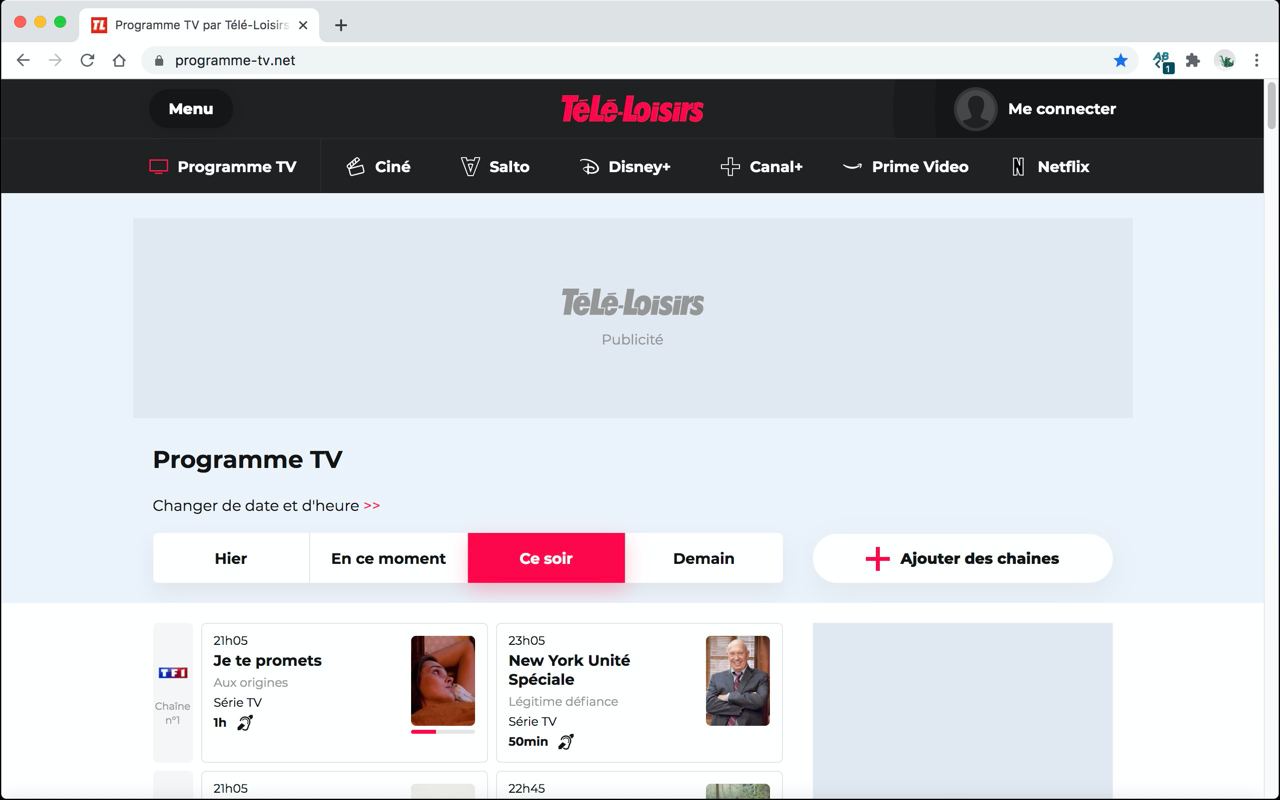 Programme TV par Télé-Loisirs
programme-tv.net
1
Menu
TéLé-Loisirs
Me connecter
Programme TV
Ciné
Salto
Disney+
Canal+
Prime Video
Netflix
TéLé-Loisirs
Publicité
Programme TV
Changer de date et d'heure >>
Hier
En ce moment
Ce soir
Demain
Ajouter des chaines
TF1
Chaîne
n°1
21h05
Je te promets
Aux origines
Série TV
1h
23h05
New York Unité
Spéciale
Légitime défiance
Série TV
50min
21h05
22h45